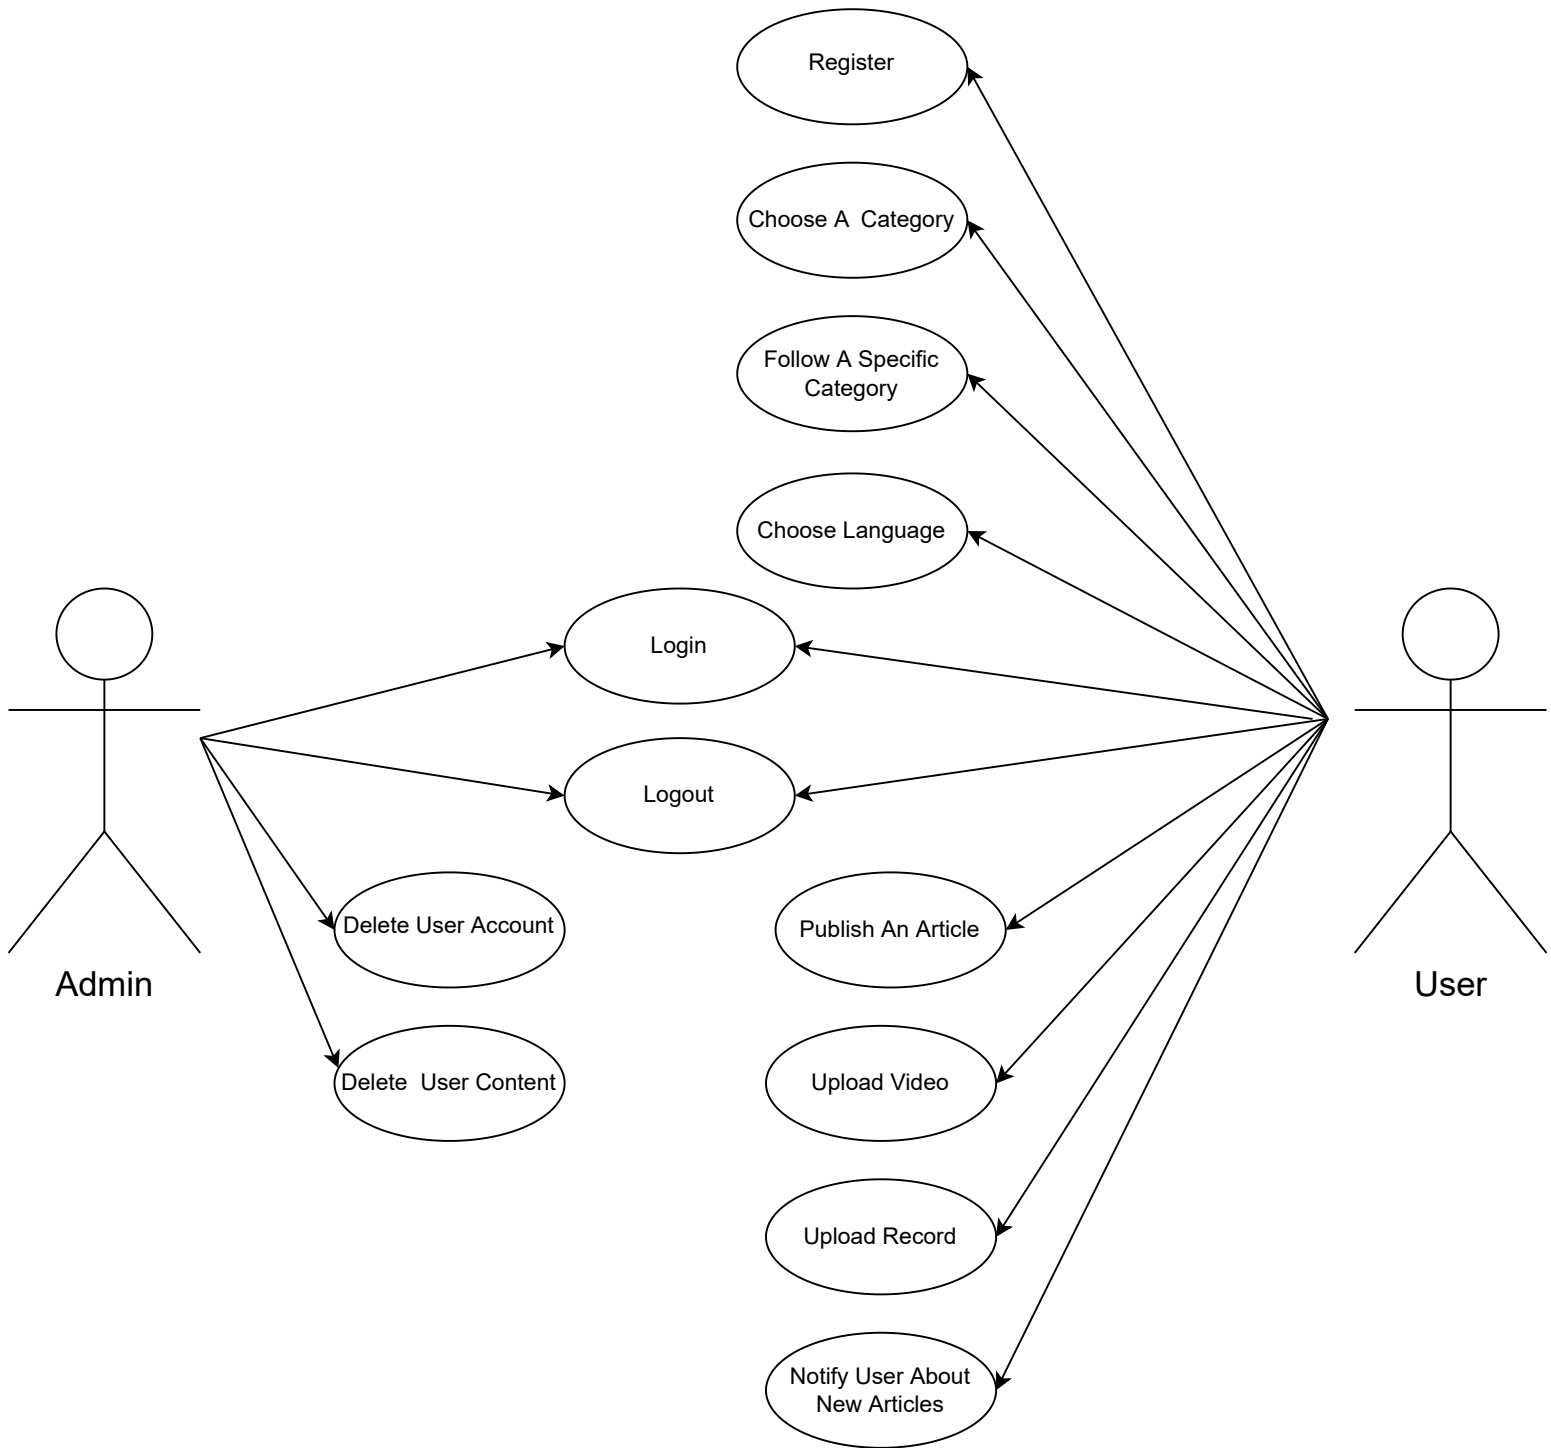 Register
Choose A  Category
Follow A Specific
Category
Choose Language
Login
Logout
Delete User Account
Publish An Article
Admin
User
Delete  User Content
Upload Video
Upload Record
Notify User About
New Articles